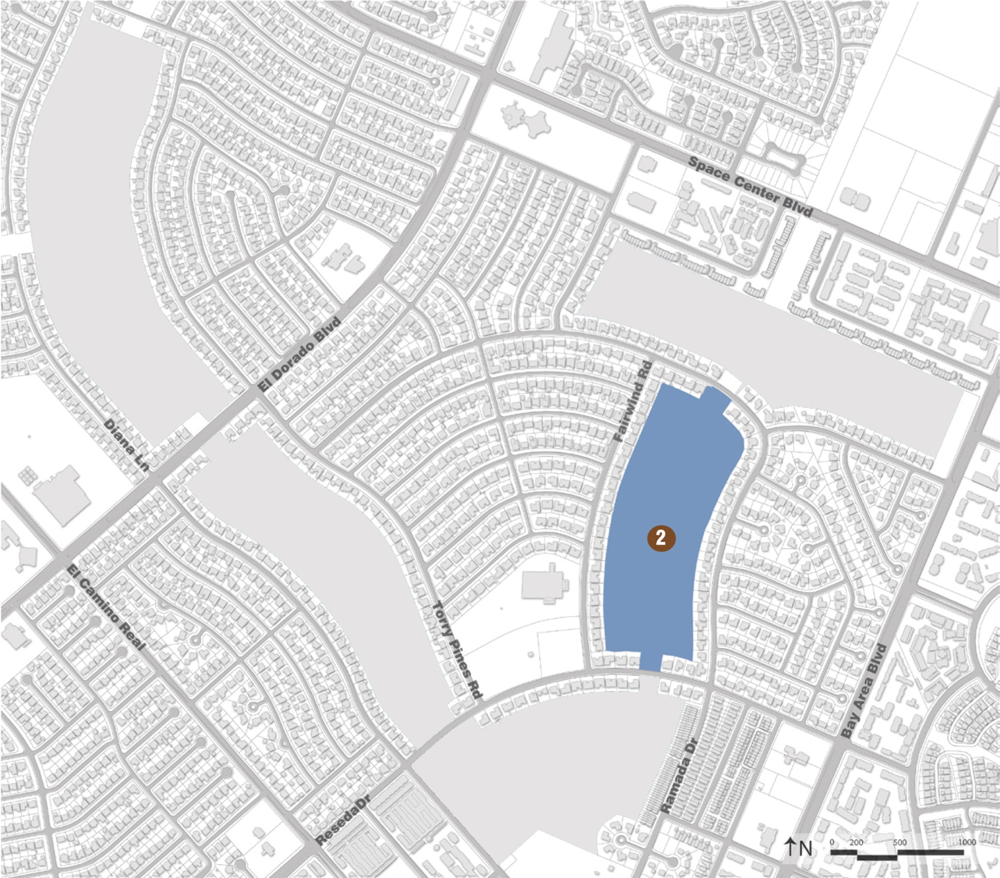 Space Center Blvd
El Dorado Blvd
Fairwind Rd
Diana Ln
2
El Camino Real
Torry Pines Rd
Bay Area Blvd
Ramada Dr
ResedaDr
↑N
0 200 500 1000